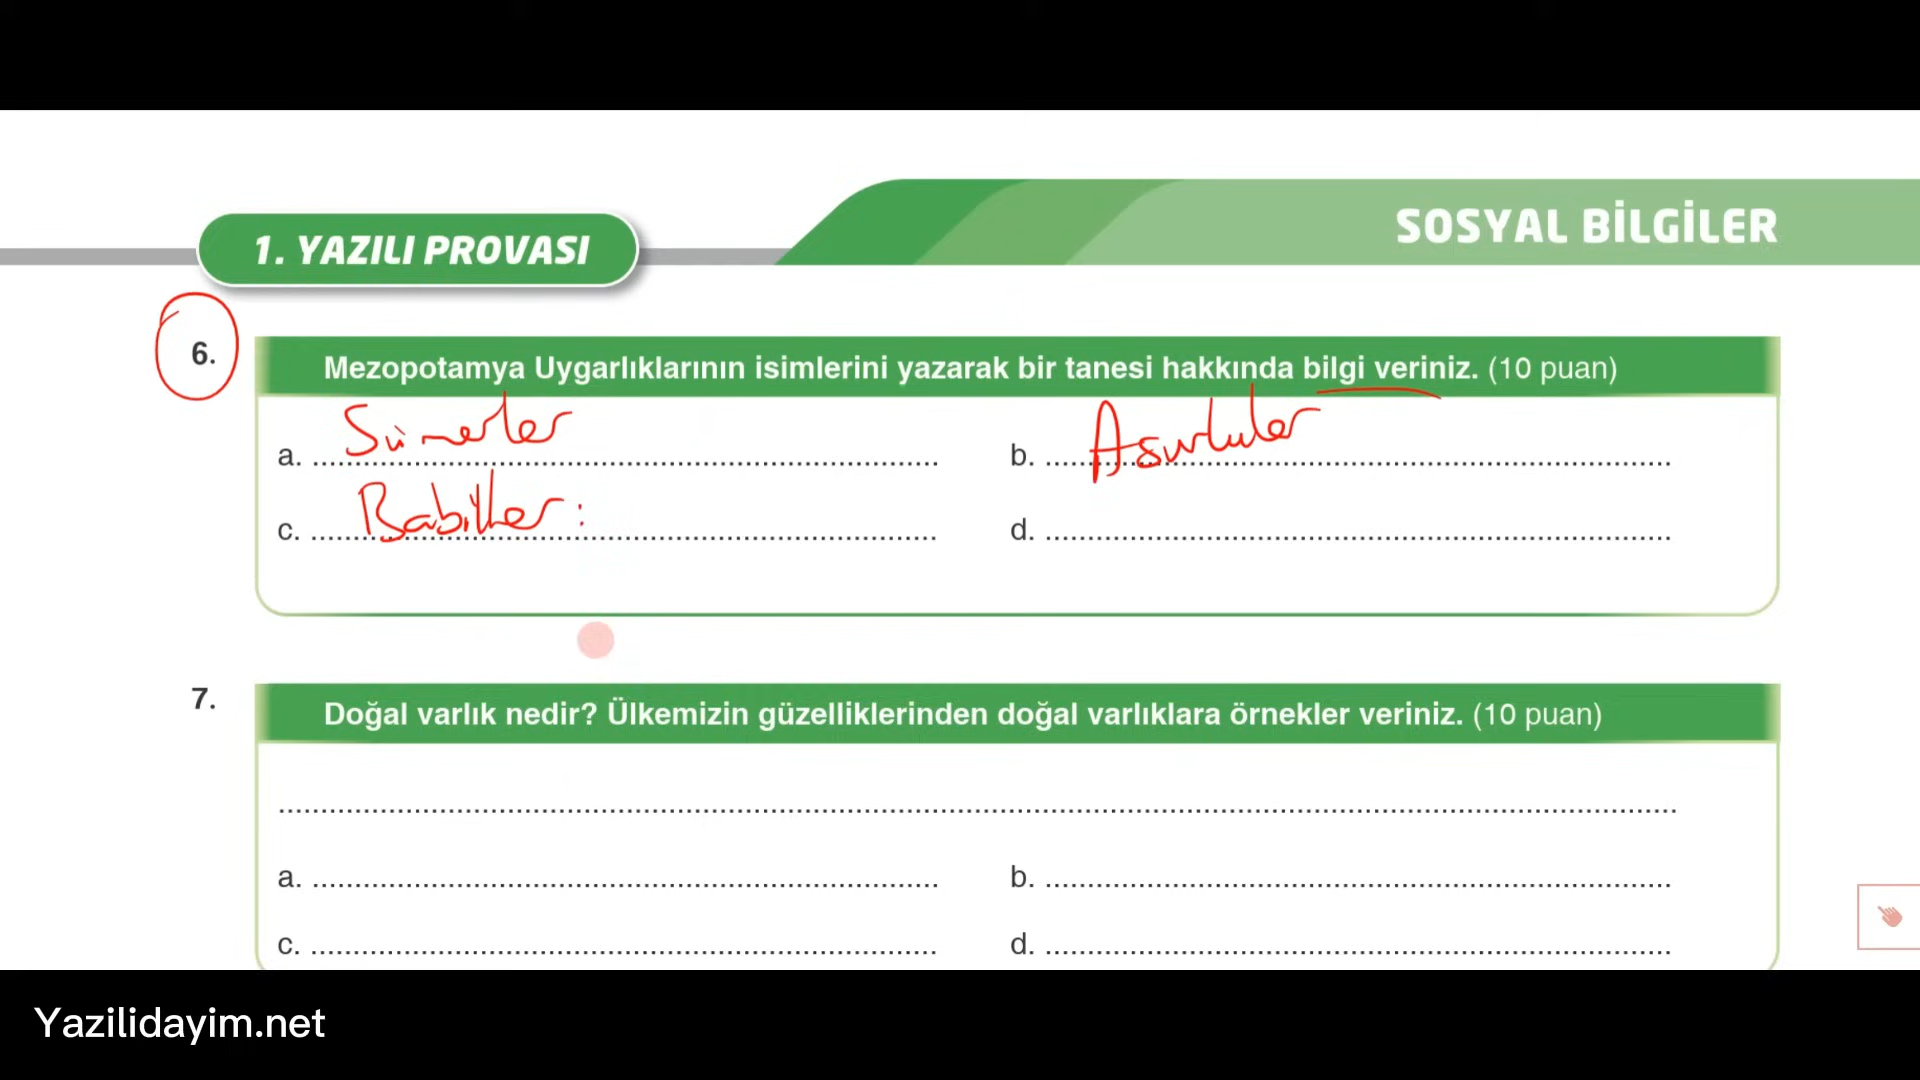 SOSYAL BİLGİLER
1. YAZILI PROVASI
6.
Mezopotamya Uygarlıklarının isimlerini yazarak bir tanesi hakkında bilgi veriniz. (10 puan)
a. Sümerler
b. Asurlular
c. Babiller:
d.
7.
Doğal varlık nedir? Ülkemizin güzelliklerinden doğal varlıklara örnekler veriniz. (10 puan)
a.
b.
c.
d.
Yazilidayim.net